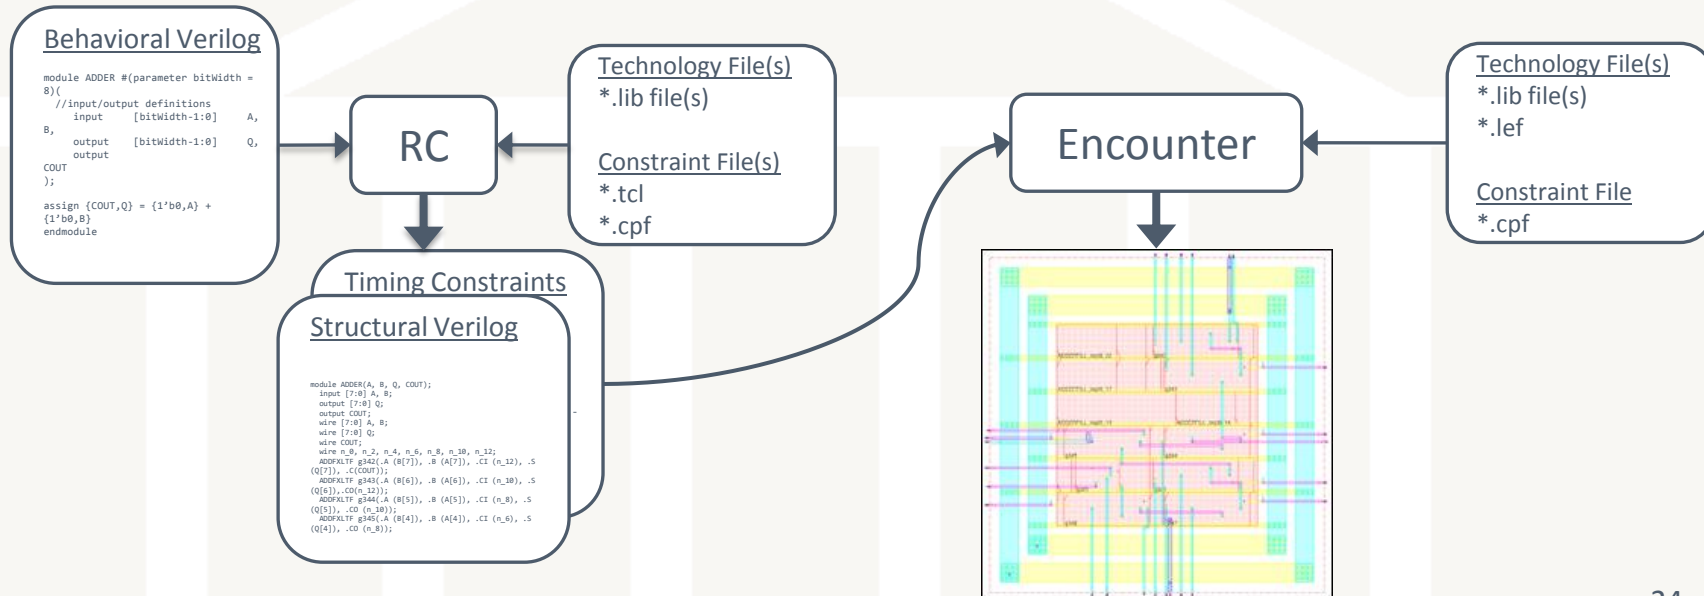 Behavioral Verilog
module ADDER #(parameter bitWidth =
8)(
//input/output definitions
input [bitWidth-1:0] A,
B,
output [bitWidth-1:0] Q,
output
COUT
);
assign {COUT,Q} = {1’b0,A} +
{1’b0,B}
endmodule
RC
Technology File(s)
*.lib file(s)
Constraint File(s)
*.tcl
*.cpf
Timing Constraints
Structural Verilog
module ADDER(A, B, Q, COUT);
input [7:0] A, B;
output [7:0] Q;
output COUT;
wire [7:0] A, B;
wire [7:0] Q;
wire COUT;
wire n_0, n_2, n_4, n_6, n_8, n_10, n_12;
ADDFXLTF g342(.A (B[7]), .B (A[7]), .CI (n_12), .S
(Q[7]), .C(COUT));
ADDFXLTF g343(.A (B[6]), .B (A[6]), .CI (n_10), .S
(Q[6]),.CO(n_12));
ADDFXLTF g344(.A (B[5]), .B (A[5]), .CI (n_8), .S
(Q[5]), .CO (n_10));
ADDFXLTF g345(.A (B[4]), .B (A[4]), .CI (n_6), .S
(Q[4]), .CO (n_8));
Encounter
Technology File(s)
*.lib file(s)
*.lef
Constraint File
*.cpf